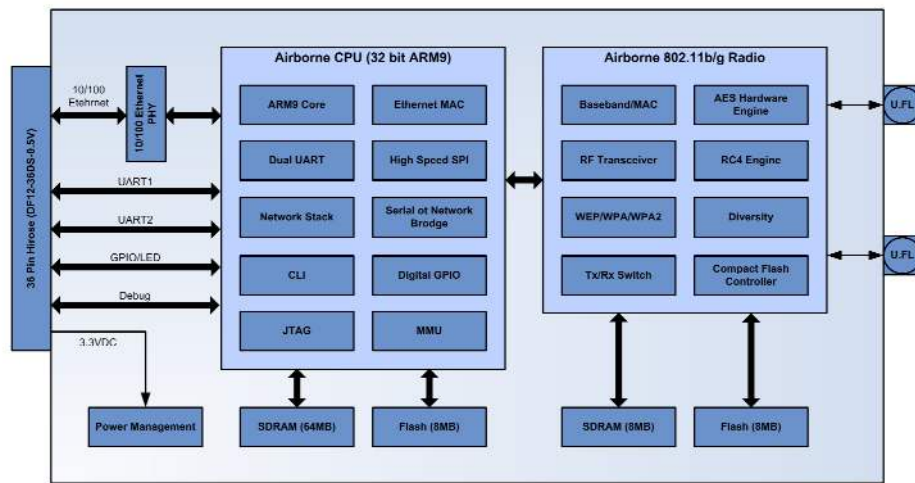 Airborne CPU (32 bit ARM9)
Airborne 802.11b/g Radio
36 Pin Hirose (DF12-36DS-0.5V)
10/100
Etehrnet
10/100 Ethernet
PHY
UART1
UART2
GPIO/LED
Debug
3.3VDC
Power Management
ARM9 Core
Ethernet MAC
Dual UART
High Speed SPI
Network Stack
Serial ot Network
Brodge
CLI
Digital GPIO
JTAG
MMU
SDRAM (64MB)
Flash (8MB)
Baseband/MAC
AES Hardware
Engine
RF Transceiver
RC4 Engine
WEP/WPA/WPA2
Diversity
Tx/Rx Switch
Compact Flash
Controller
SDRAM (8MB)
Flash (8MB)
U.FL
U.FL